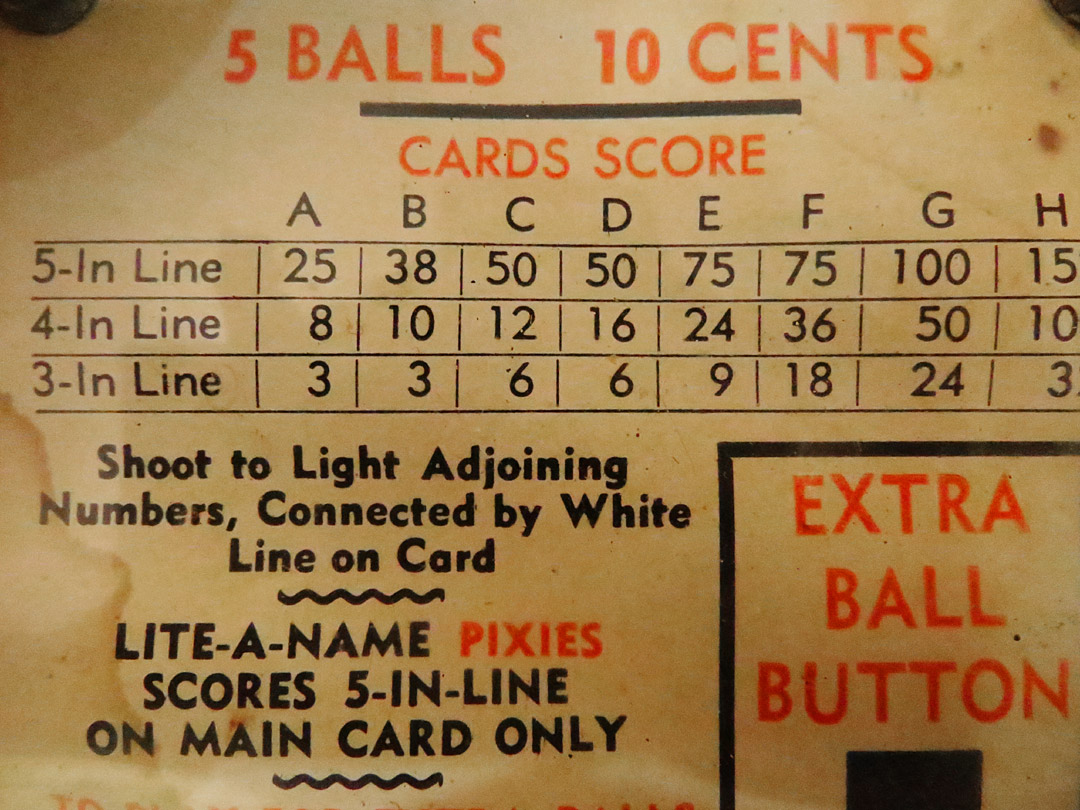 5 BALLS 10 CENTS
CARDS SCORE
A B C D E F G H
5-In Line 25 38 50 50 75 75 100
4-In Line 8 10 12 16 24 36 50
3-In Line 3 3 6 6 9 18 24
Shoot to Light Adjoining
Numbers, Connected by White
Line on Card
LITE-A-NAME PIXIES
SCORES 5-IN-LINE
ON MAIN CARD ONLY
EXTRA
BALL
BUTTON